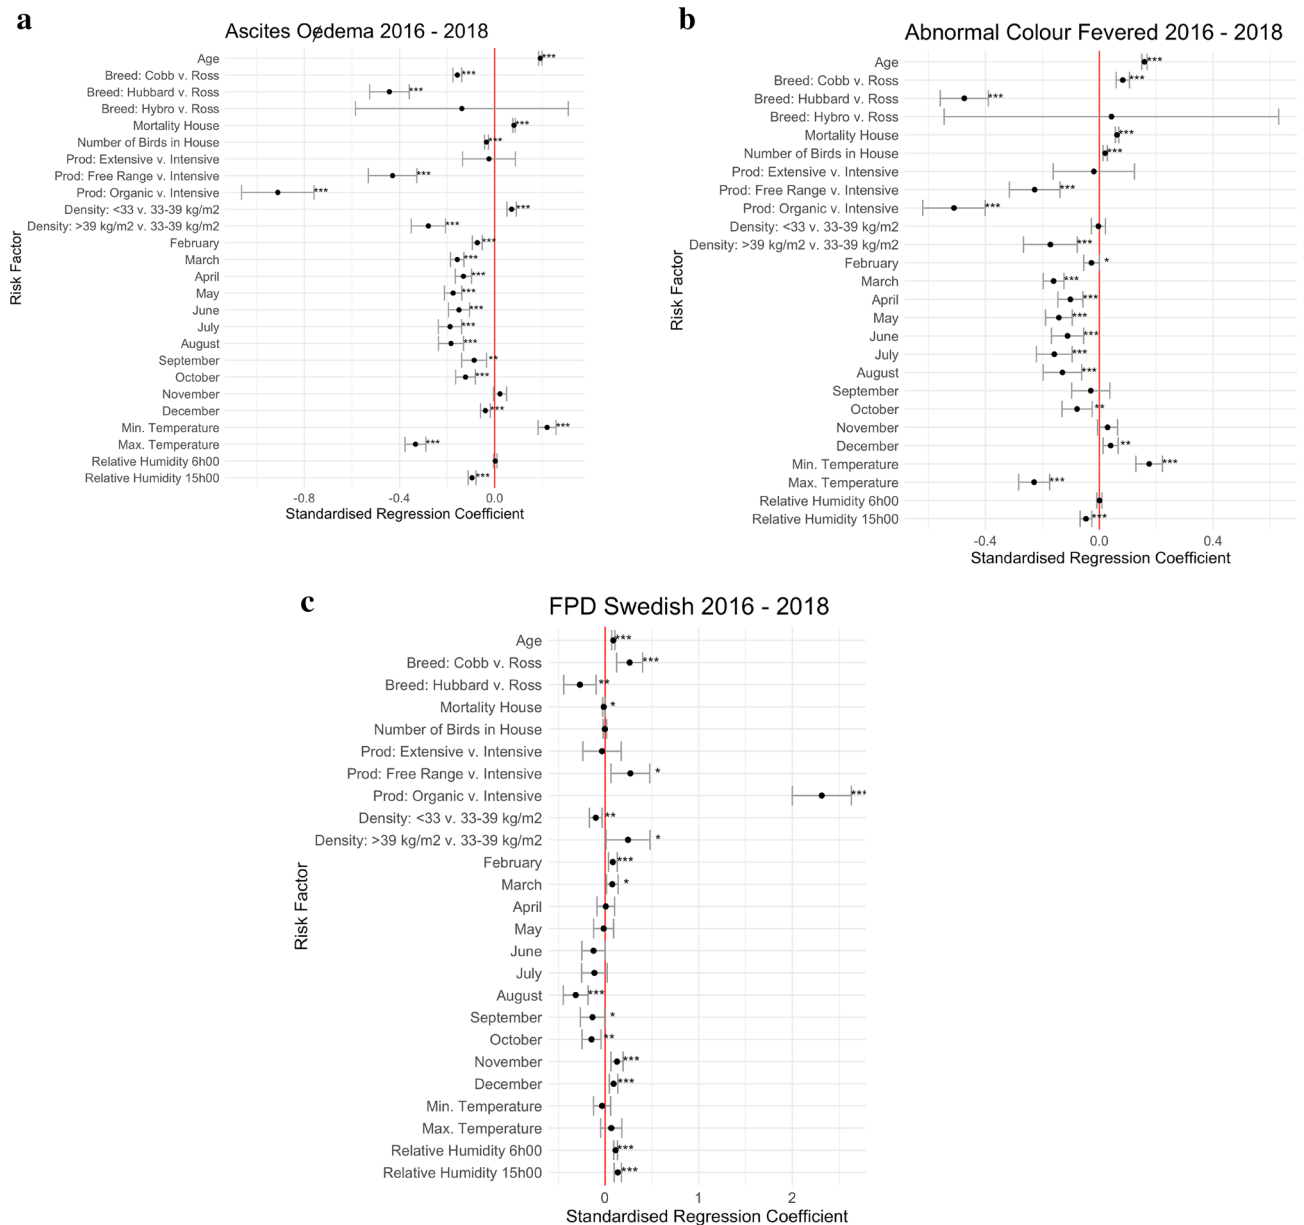 a
Ascites Oø̸dema 2016 - 2018
Risk Factor
Age ***
Breed: Cobb v. Ross ***
Breed: Hubbard v. Ross ***
Breed: Hybro v. Ross
Mortality House ***
Number of Birds in House ***
Prod: Extensive v. Intensive
Prod: Free Range v. Intensive ***
Prod: Organic v. Intensive ***
Density: <33 v. 33-39 kg/m2 ***
Density: >39 kg/m2 v. 33-39 kg/m2 ***
February ***
March ***
April ***
May ***
June ***
July ***
August ***
September **
October ***
November
December ***
Min. Temperature ***
Max. Temperature ***
Relative Humidity 6h00
Relative Humidity 15h00 ***
-0.8 -0.4 0.0
Standardised Regression Coefficient
b
Abnormal Colour Fevered 2016 - 2018
Risk Factor
Age ***
Breed: Cobb v. Ross ***
Breed: Hubbard v. Ross ***
Breed: Hybro v. Ross
Mortality House ***
Number of Birds in House ***
Prod: Extensive v. Intensive
Prod: Free Range v. Intensive ***
Prod: Organic v. Intensive ***
Density: <33 v. 33-39 kg/m2
Density: >39 kg/m2 v. 33-39 kg/m2 ***
February *
March ***
April ***
May ***
June ***
July ***
August ***
September
October **
November
December **
Min. Temperature ***
Max. Temperature ***
Relative Humidity 6h00
Relative Humidity 15h00 ***
-0.4 0.0 0.4
Standardised Regression Coefficient
c
FPD Swedish 2016 - 2018
Risk Factor
Age ***
Breed: Cobb v. Ross ***
Breed: Hubbard v. Ross **
Mortality House *
Number of Birds in House
Prod: Extensive v. Intensive
Prod: Free Range v. Intensive *
Prod: Organic v. Intensive ***
Density: <33 v. 33-39 kg/m2 **
Density: >39 kg/m2 v. 33-39 kg/m2 *
February ***
March *
April
May
June
July
August ***
September *
October **
November ***
December ***
Min. Temperature
Max. Temperature
Relative Humidity 6h00 ***
Relative Humidity 15h00 ***
0 1 2
Standardised Regression Coefficient